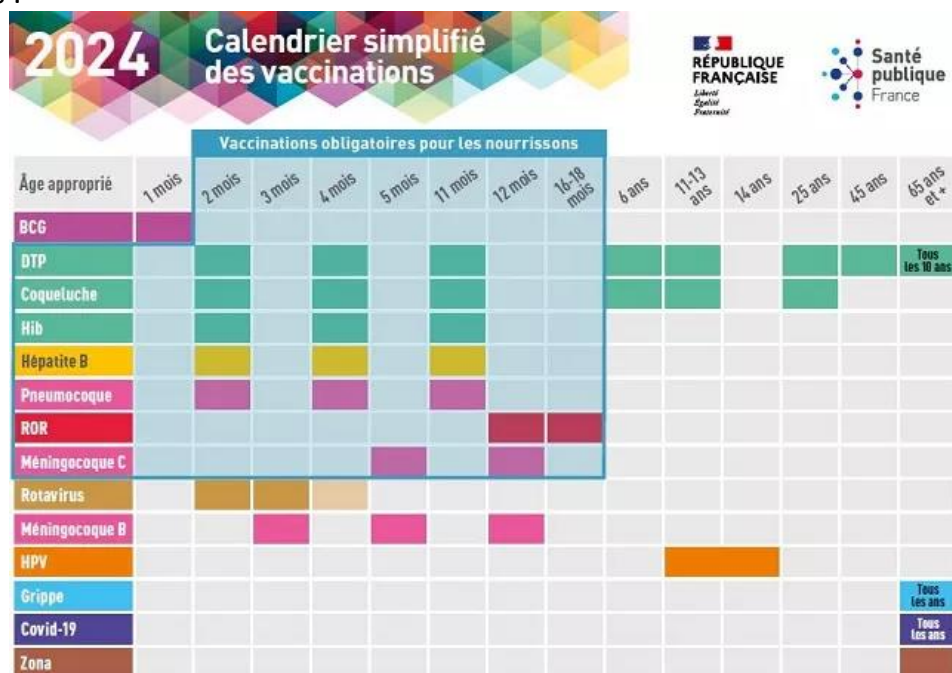 2024
Calendrier simplifié
des vaccinations
RÉPUBLIQUE
FRANÇAISE
Liberté
Égalité
Fraternité
Santé
publique
France
Vaccinations obligatoires pour les nourrissons
Âge approprié
1 mois
2 mois
3 mois
4 mois
5 mois
11 mois
12 mois
16-18
mois
6 ans
11-13
ans
14 ans
25 ans
45 ans
65 ans
et +
BCG
DTP
Tous
les 10 ans
Coqueluche
Hib
Hépatite B
Pneumocoque
ROR
Méningocoque C
Rotavirus
Méningocoque B
HPV
Grippe
Tous
les ans
Covid-19
Tous
les ans
Zona